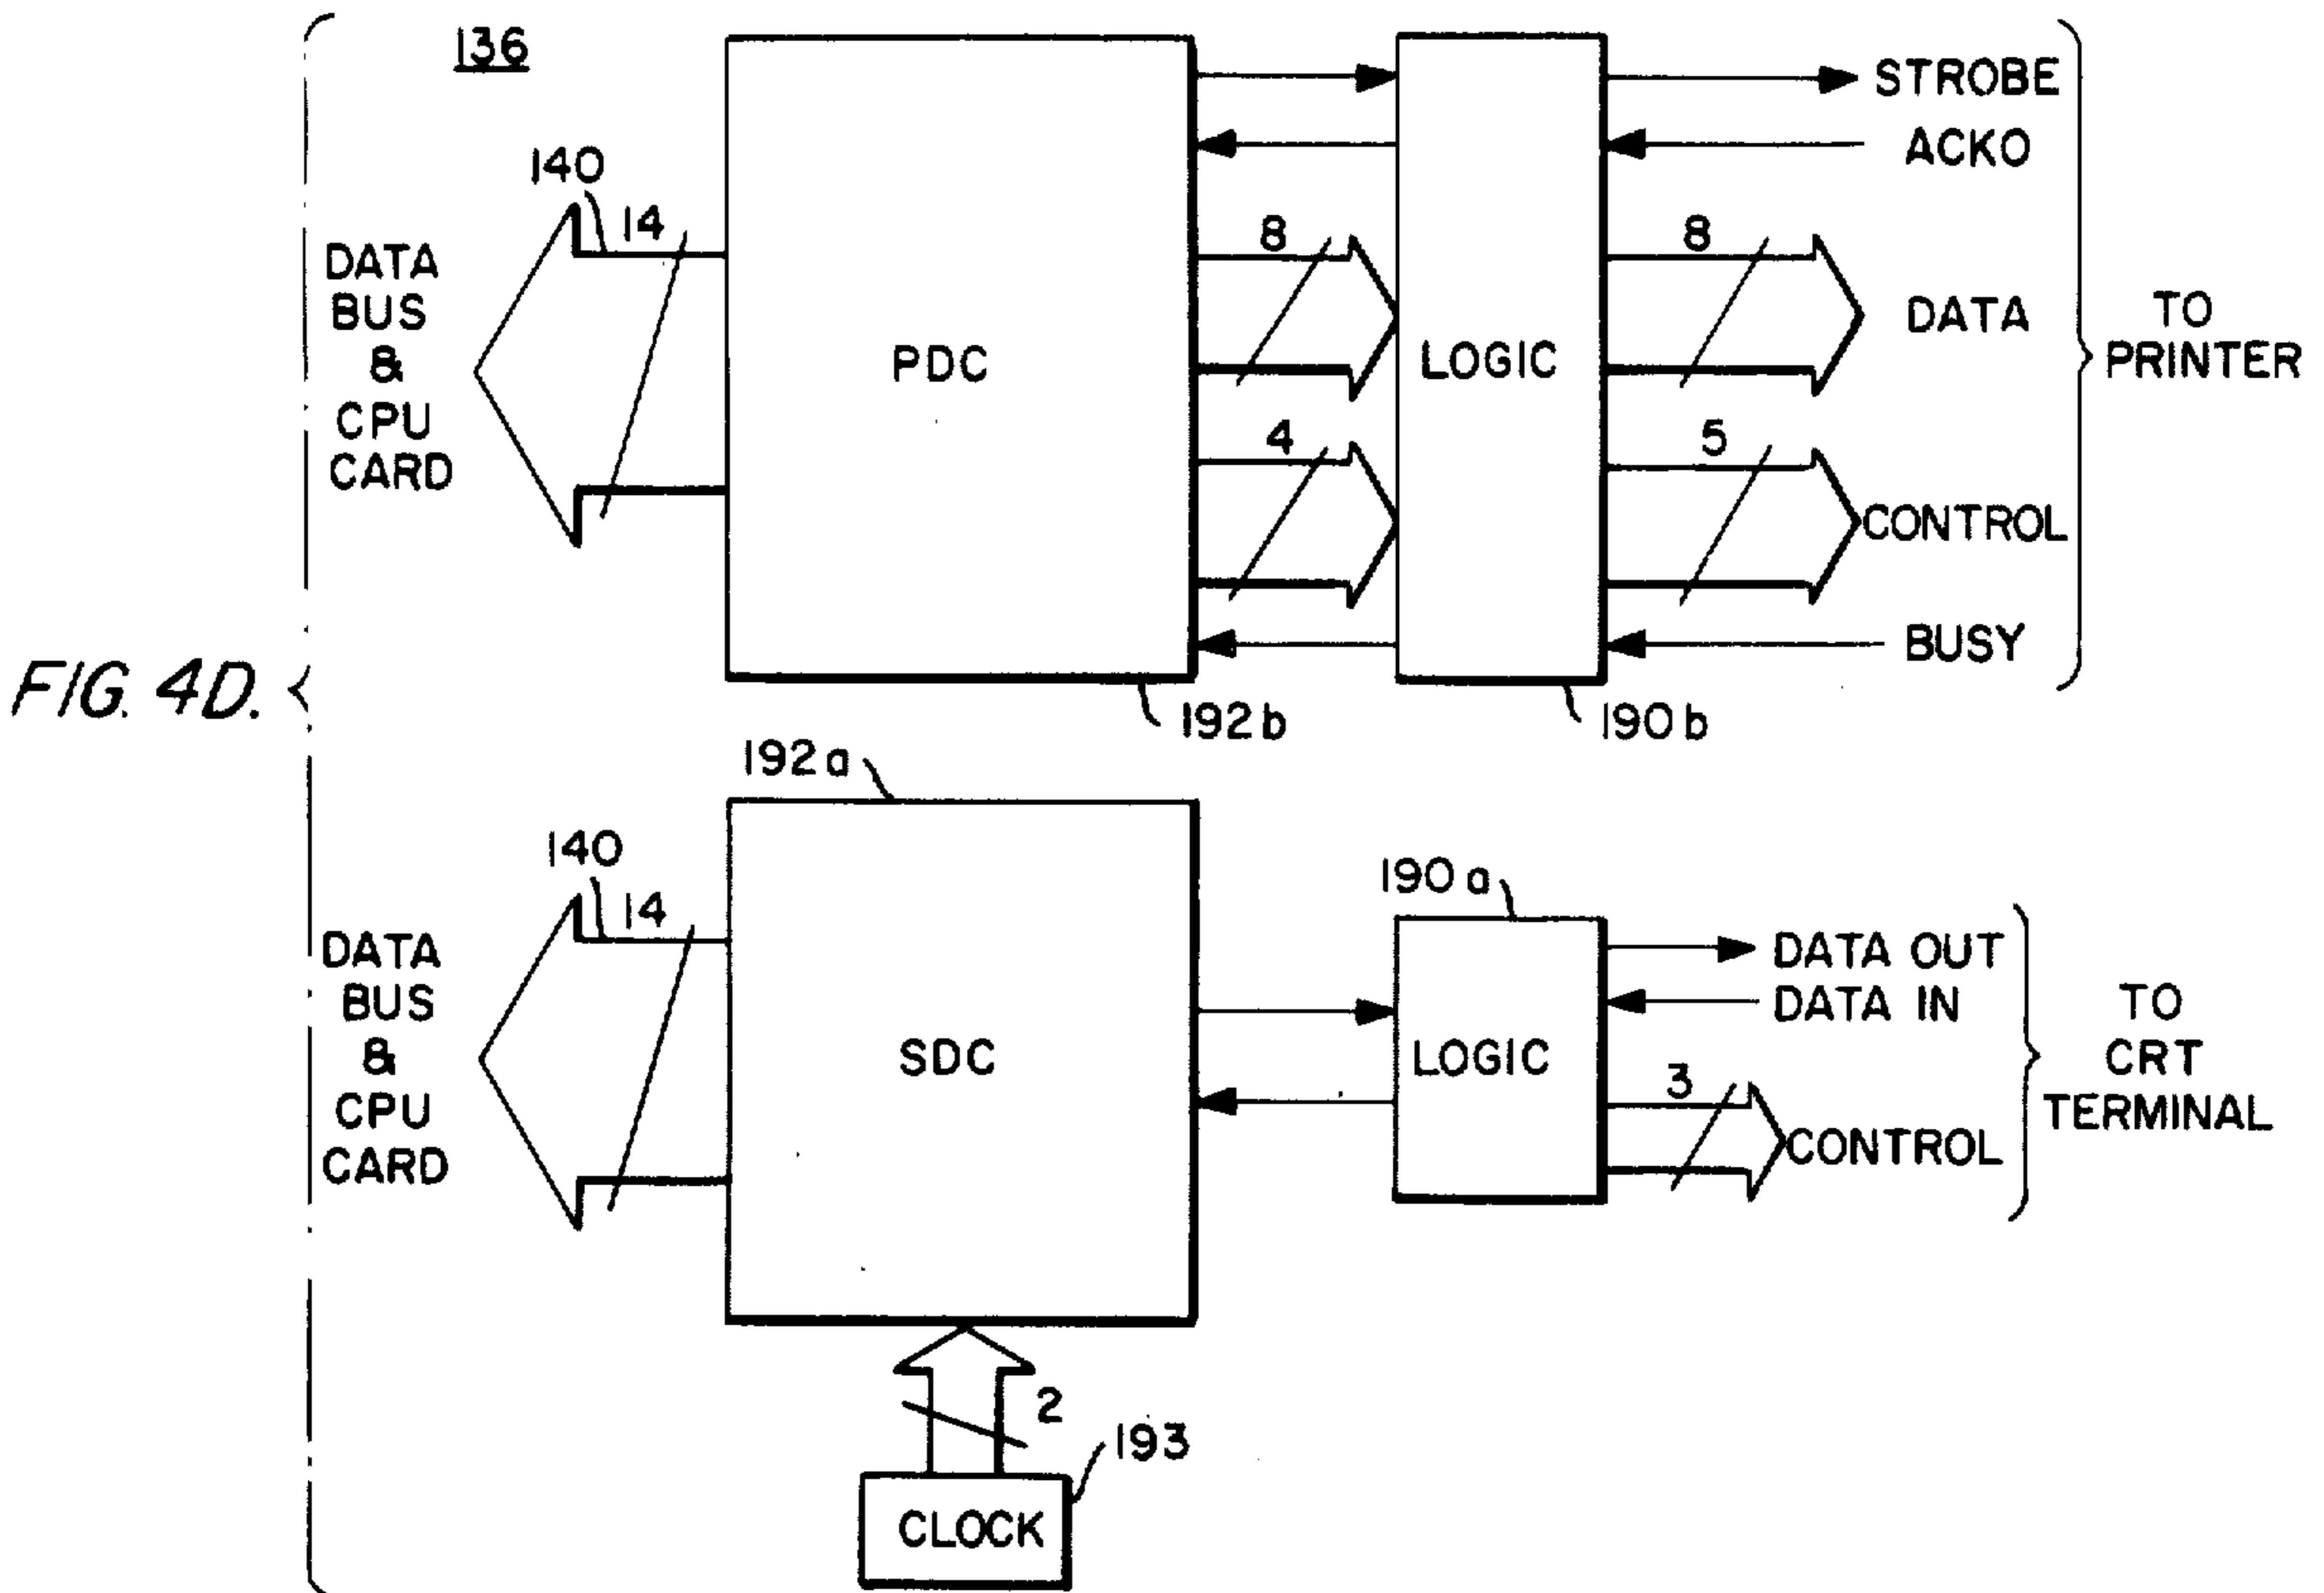 136
STROBE
ACKO
140
14
8
8
DATA
BUS
&
CPU
CARD
PDC
LOGIC
DATA
TO
PRINTER
4
5
CONTROL
BUSY
FIG. 4D.
192b
190b
192a
140
14
190a
DATA
BUS
&
CPU
CARD
SDC
LOGIC
DATA OUT
DATA IN
3
CONTROL
TO
CRT
TERMINAL
2
193
CLOCK